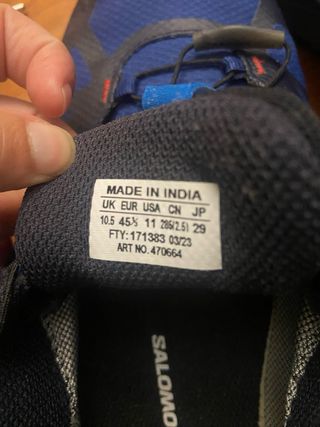 MADE IN INDIA
UK EUR USA CN JP
10.5 45⅓ 11 285(2.5) 29
FTY: 171383 03/23
ART NO. 470664
SALOMO